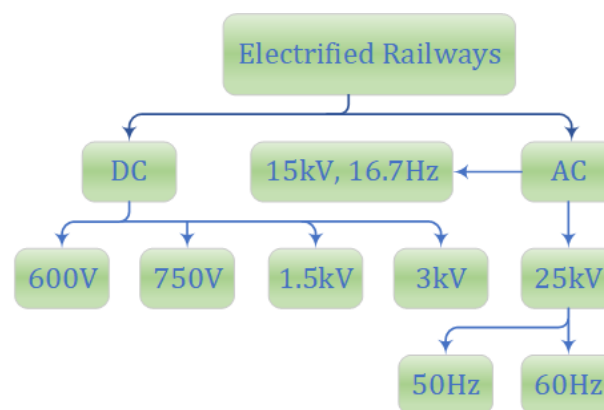 Electrified Railways
DC
15kV, 16.7Hz
AC
600V
750V
1.5kV
3kV
25kV
50Hz
60Hz